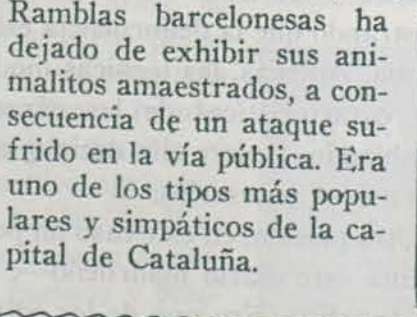 Ramblas barcelonesas ha
dejado de exhibir sus ani-
malitos amaestrados, a con-
secuencia de un ataque su-
frido en la vía pública. Era
uno de los tipos más popu-
lares y simpáticos de la ca-
pital de Cataluña.